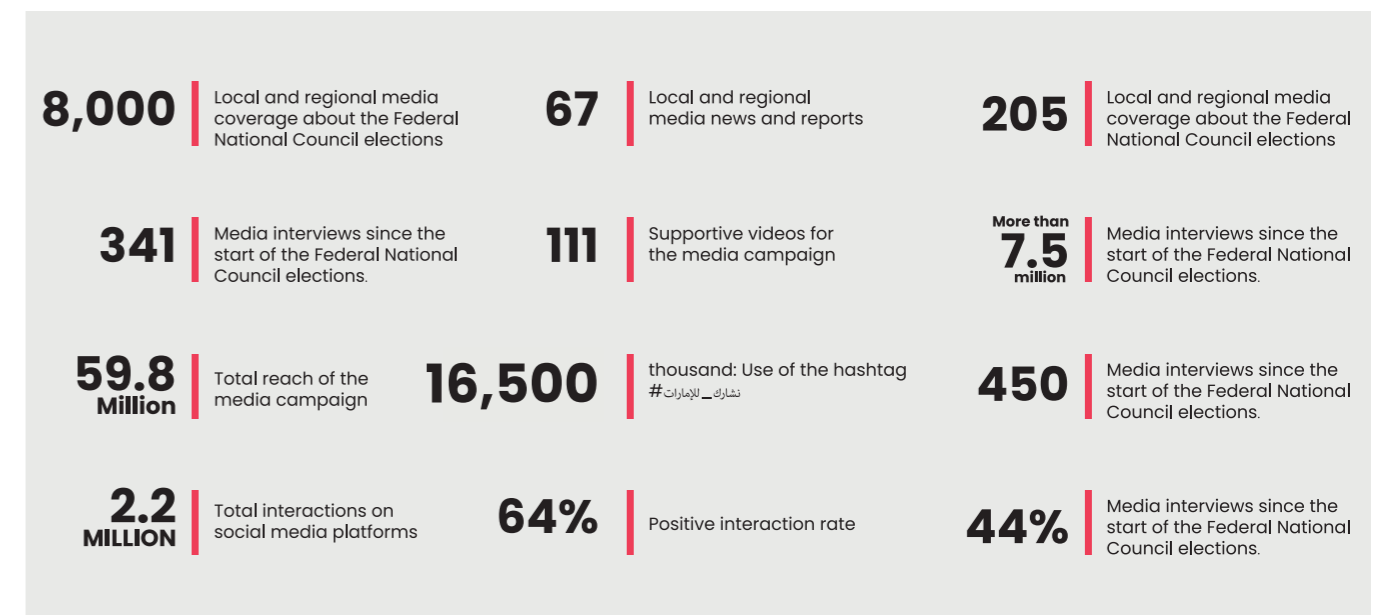 8,000
Local and regional media
coverage about the Federal
National Council elections
67
Local and regional
media news and reports
205
Local and regional media
coverage about the Federal
National Council elections
341
Media interviews since the
start of the Federal National
Council elections.
111
Supportive videos for
the media campaign
More than
7.5
million
Media interviews since the
start of the Federal National
Council elections.
59.8
Million
Total reach of the
media campaign
16,500
thousand: Use of the hashtag
#نشارك_للإمارات
450
Media interviews since the
start of the Federal National
Council elections.
2.2
MILLION
Total interactions on
social media platforms
64%
Positive interaction rate
44%
Media interviews since the
start of the Federal National
Council elections.